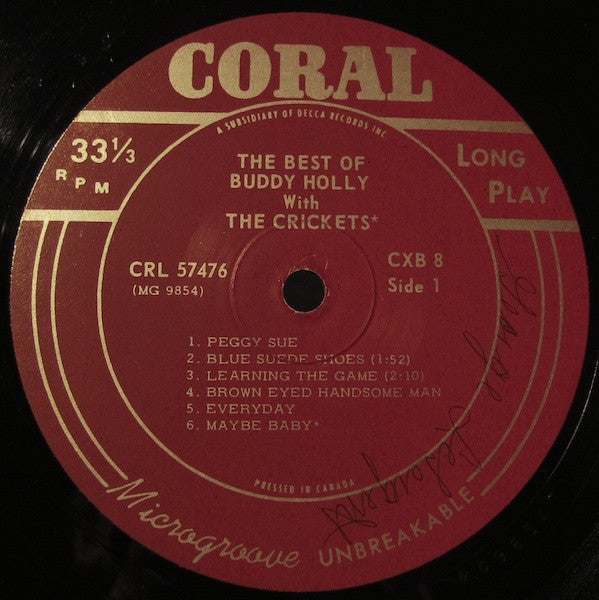 CORAL
A SUBSIDIARY OF DECCA RECORDS INC
33 1/3
RPM
LONG
PLAY
THE BEST OF
BUDDY HOLLY
With
THE CRICKETS*
CRL 57476
(MG 9854)
CXB 8
Side 1
1. PEGGY SUE
2. BLUE SUEDE SHOES (1:52)
3. LEARNING THE GAME (2:10)
4. BROWN EYED HANDSOME MAN
5. EVERYDAY
6. MAYBE BABY*
PRESSED IN CANADA
Microgroove UNBREAKABLE